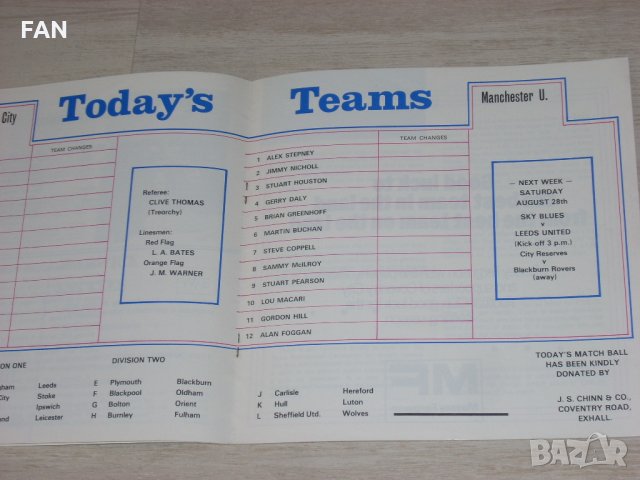 FAN
City
Today's Teams
Manchester U.
TEAM CHANGES
TEAM CHANGES
Referee:
CLIVE THOMAS
(Treorchy)
Linesmen:
Red Flag
L. A. BATES
Orange Flag
J. M. WARNER
1 ALEX STEPNEY
2 JIMMY NICHOLL
3 STUART HOUSTON
4 GERRY DALY
5 BRIAN GREENHOFF
6 MARTIN BUCHAN
7 STEVE COPPELL
8 SAMMY McILROY
9 STUART PEARSON
10 LOU MACARI
11 GORDON HILL
12 ALAN FOGGAN
— NEXT WEEK —
SATURDAY
AUGUST 28th
SKY BLUES
v
LEEDS UNITED
(Kick-off 3 p.m.)
City Reserves
v
Blackburn Rovers
(away)
ON ONE
DIVISION TWO
Leeds
City Stoke
Ipswich
Leicester
E Plymouth Blackburn
F Blackpool Oldham
G Bolton Orient
H Burnley Fulham
J Carlisle Hereford
K Hull Luton
L Sheffield Utd. Wolves
TODAY'S MATCH BALL
HAS BEEN KINDLY
DONATED BY
J. S. CHINN & CO.,
COVENTRY ROAD,
EXHALL.
BAZAR